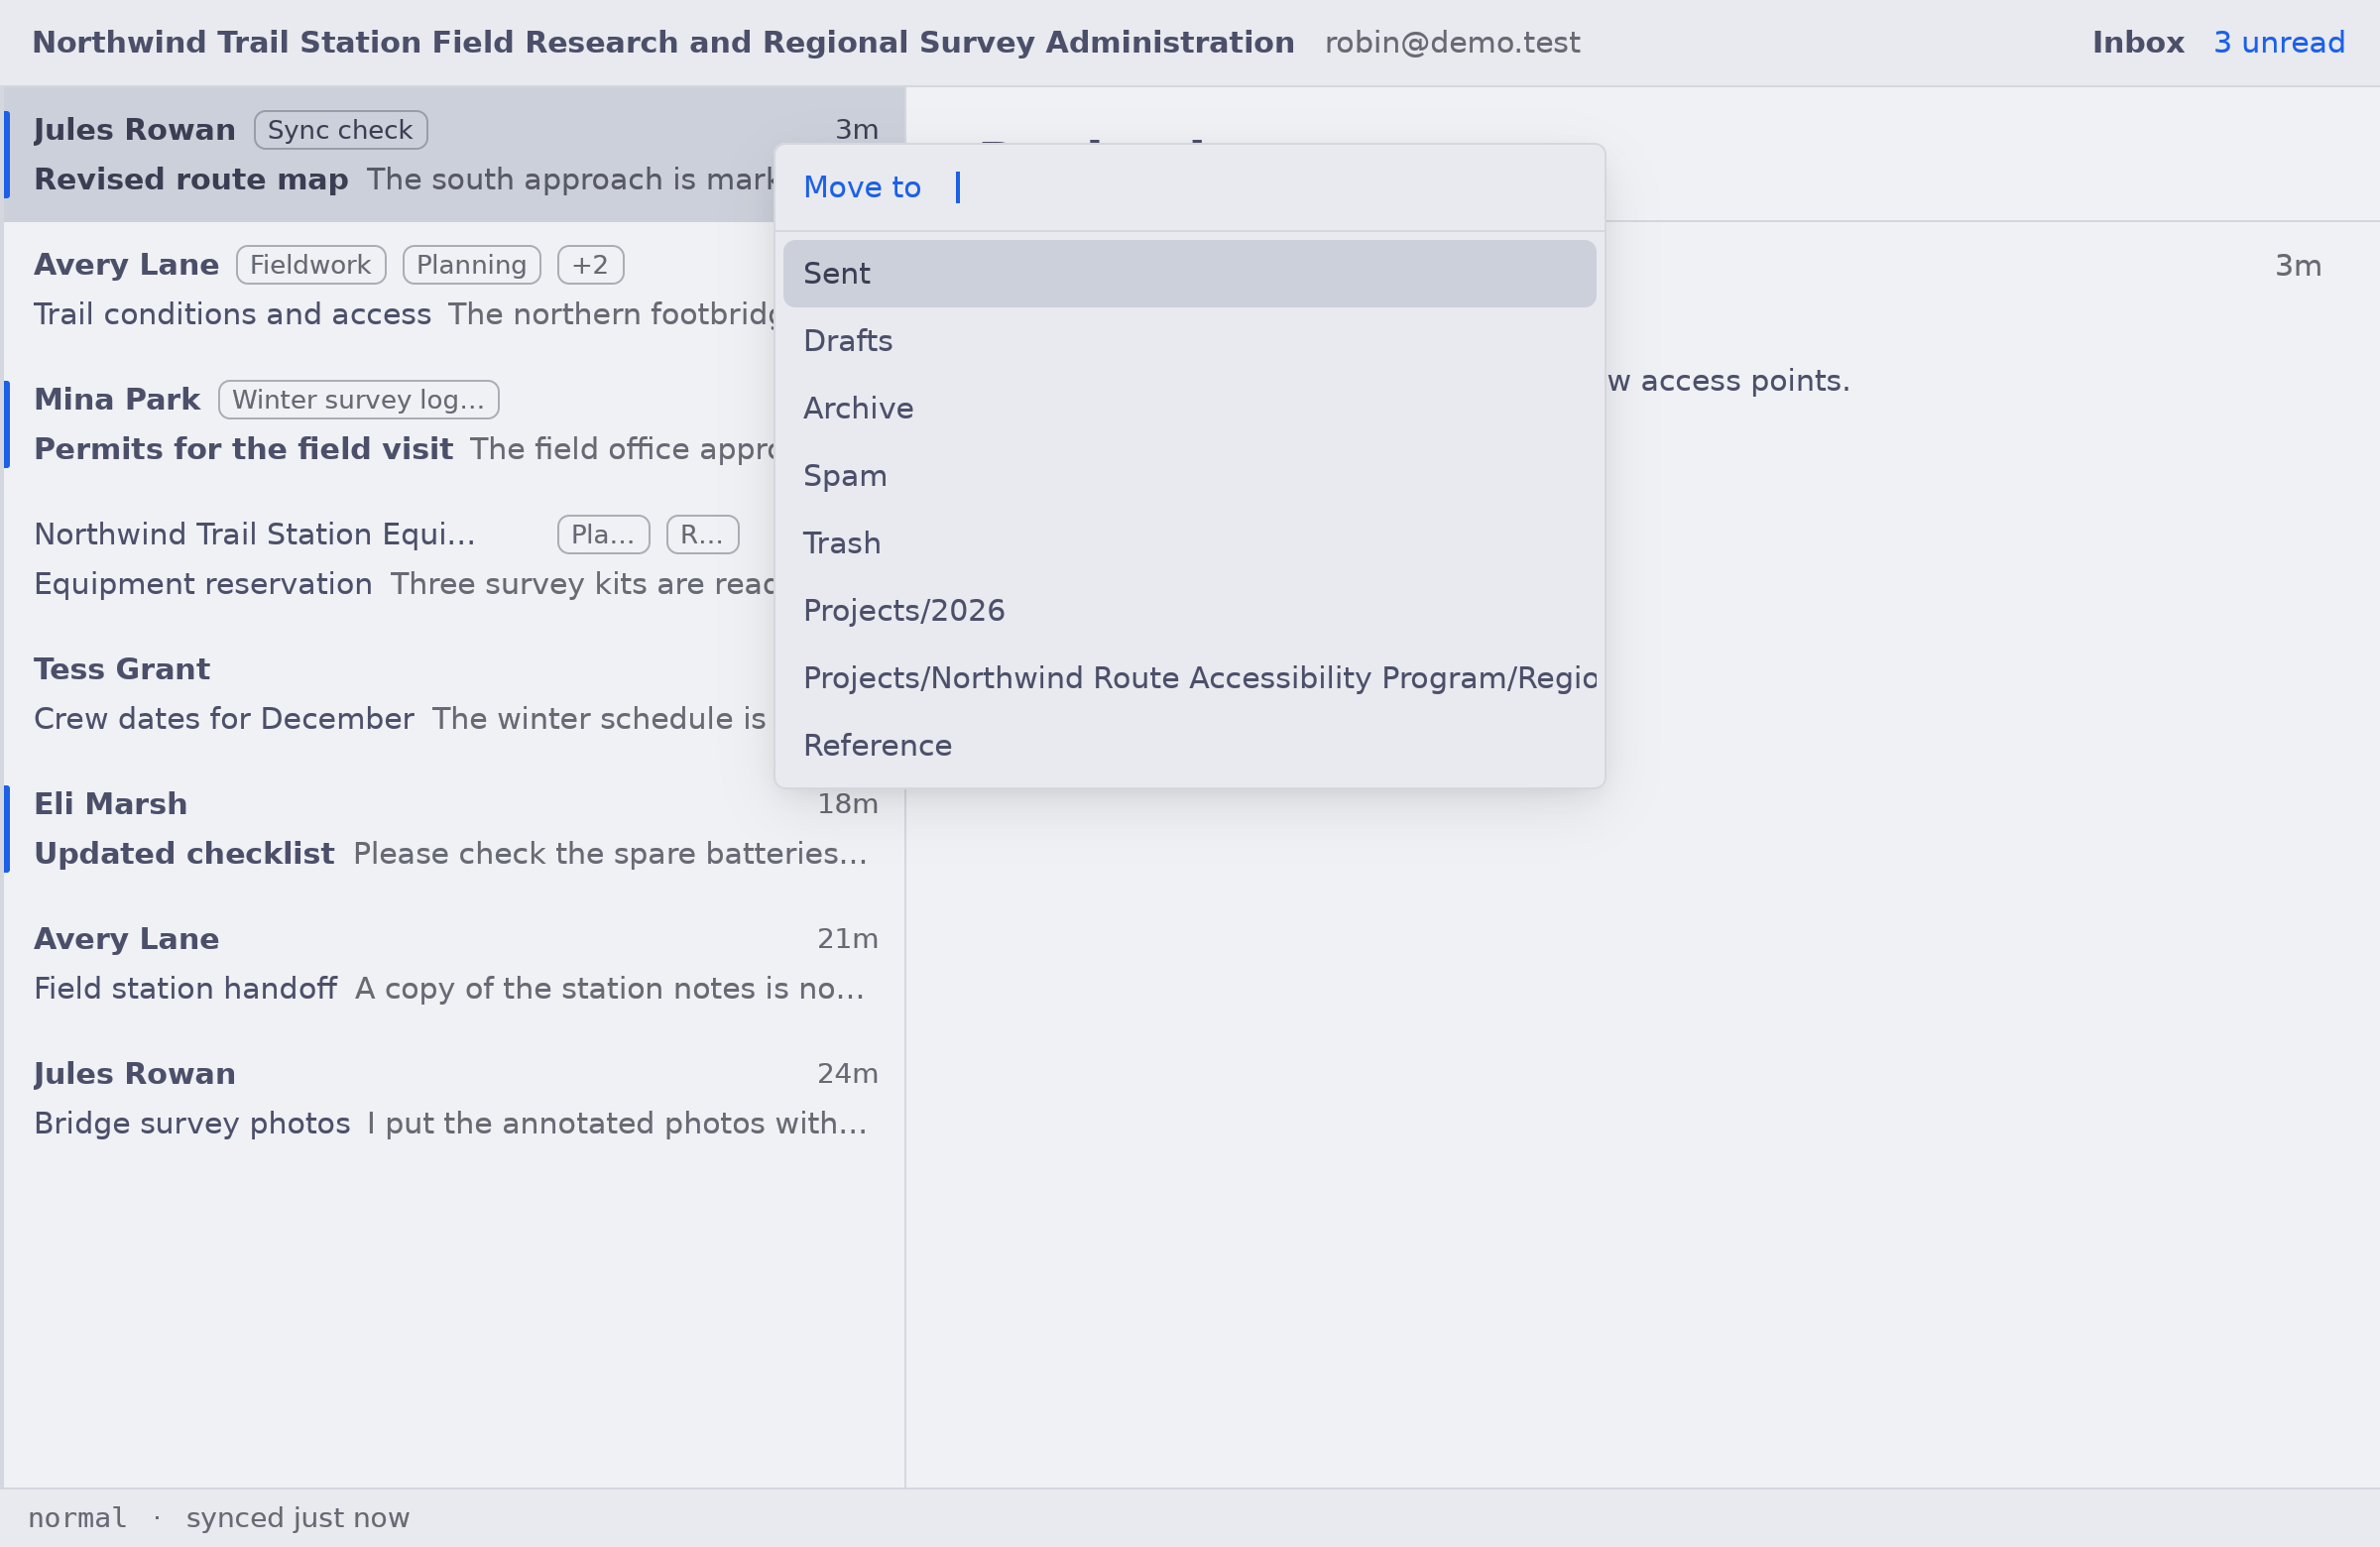 Northwind Trail Station Field Research and Regional Survey Administration robin@demo.test Inbox 3 unread
Jules Rowan Sync check 3m
Revised route map The south approach is mark
Avery Lane Fieldwork Planning +2
Trail conditions and access The northern footbridg
Mina Park Winter survey log…
Permits for the field visit The field office appro
Northwind Trail Station Equi… Pla… R…
Equipment reservation Three survey kits are read
Tess Grant
Crew dates for December The winter schedule is
Eli Marsh 18m
Updated checklist Please check the spare batteries…
Avery Lane 21m
Field station handoff A copy of the station notes is no…
Jules Rowan 24m
Bridge survey photos I put the annotated photos with…
Move to
Sent
Drafts
Archive
Spam
Trash
Projects/2026
Projects/Northwind Route Accessibility Program/Regio
Reference
3m
w access points.
normal · synced just now